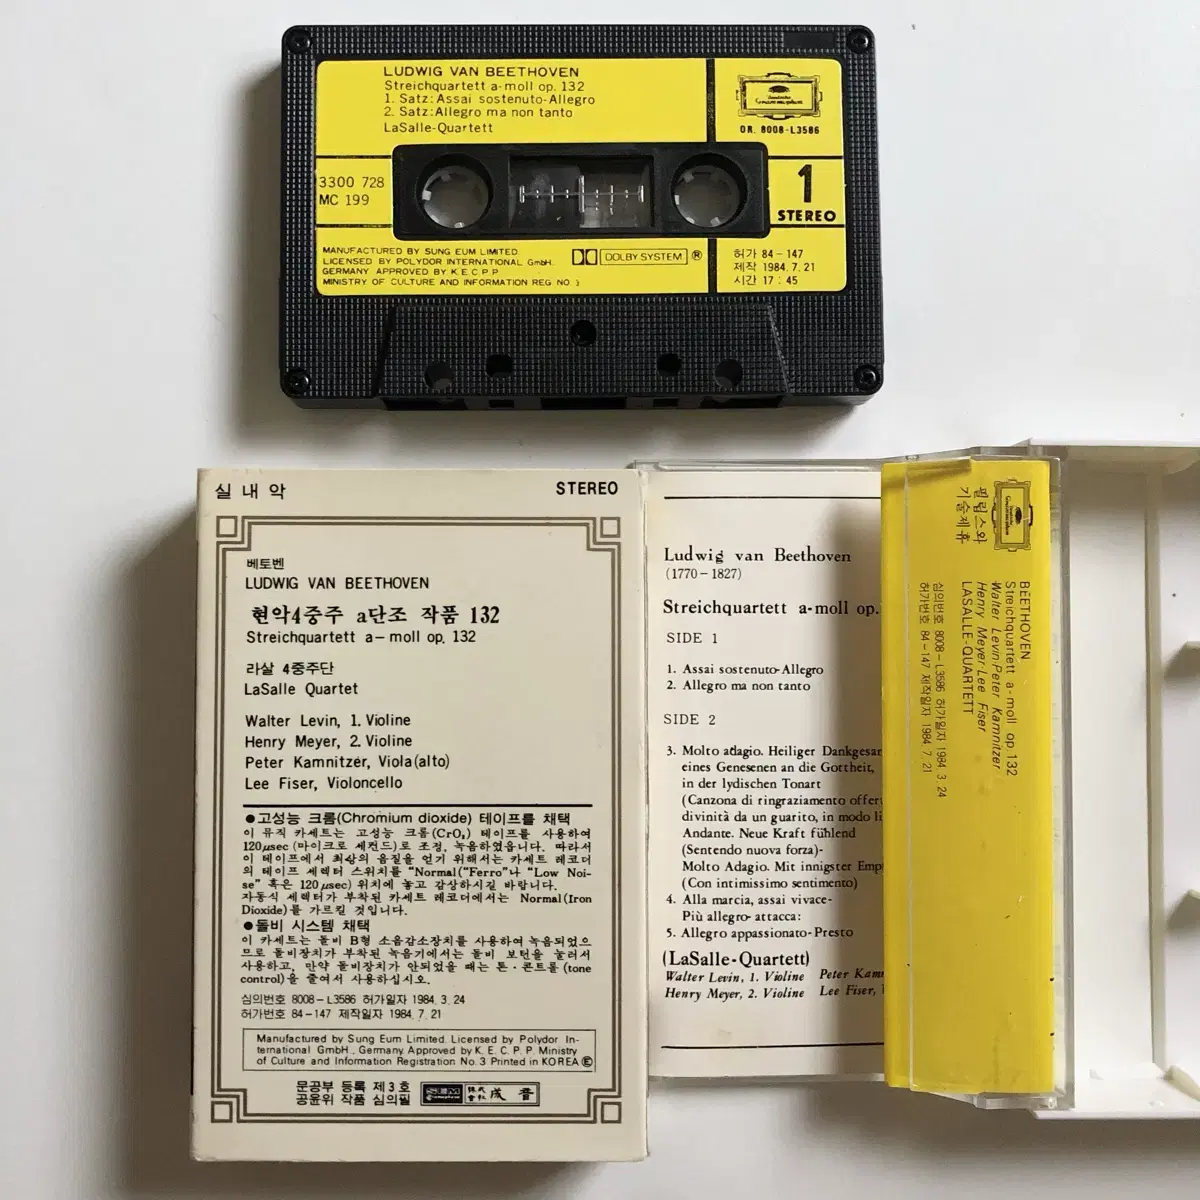 LUDWIG VAN BEETHOVEN
Streichquartett a-moll op. 132
1. Satz: Assai sostenuto-Allegro
2. Satz: Allegro ma non tanto
LaSalle-Quartett
Deutsche
Grammophon
OR. 8008-L3586
3300 728
MC 199
1
STEREO
MANUFACTURED BY SUNG EUM LIMITED.
LICENSED BY POLYDOR INTERNATIONAL GmbH.
GERMANY APPROVED BY K.E.C.P.P.
MINISTRY OF CULTURE AND INFORMATION REG. NO. 3
DOLBY SYSTEM ®
허가 84-147
제작 1984.7.21
시간 17:45
실내악
STEREO
베토벤
LUDWIG VAN BEETHOVEN
현악4중주 a단조 작품 132
Streichquartett a-moll op. 132
라살 4중주단
LaSalle Quartet
Walter Levin, 1. Violine
Henry Meyer, 2. Violine
Peter Kamnitzer, Viola(alto)
Lee Fiser, Violoncello
●고성능 크롬(Chromium dioxide) 테이프를 채택
이 뮤직 카세트는 고성능 크롬(CrO₂) 테이프를 사용하여
120μsec(마이크로 세컨드)로 조정, 녹음하였읍니다. 따라서
이 테이프에서 최상의 음질을 얻기 위해서는 카세트 레코더
의 테이프 셀렉터 스위치를 "Normal("Ferro"나 "Low Noi-
se" 혹은 120μsec) 위치에 놓고 감상하시길 바랍니다.
자동식 셀렉터가 부착된 카세트 레코더에서는 Normal(Iron
Dioxide)를 가르킬 것입니다.
●돌비 시스템 채택
이 카세트는 돌비 B형 소음감소장치를 사용하여 녹음되었으
므로 돌비장치가 부착된 녹음기에서는 돌비 보턴을 눌러서
사용하고, 만약 돌비장치가 안되었을 때는 톤·콘트롤(tone
control)을 줄여서 사용하십시오.
심의번호 8008-L3586 허가일자 1984. 3. 24
허가번호 84-147 제작일자 1984. 7. 21
Manufactured by Sung Eum Limited. Licensed by Polydor In-
ternational GmbH., Germany. Approved by K. E. C. P. P. Ministry
of Culture and Information Registration No. 3 Printed in KOREA Ⓔ
문공부 등록 제3호
공윤위 작품 심의필
株式
會社 成音
Ludwig van Beethoven
(1770-1827)
Streichquartett a-moll op.
SIDE 1
1. Assai sostenuto-Allegro
2. Allegro ma non tanto
SIDE 2
3. Molto adagio. Heiliger Dankgesan
eines Genesenen an die Gottheit,
in der lydischen Tonart
(Canzona di ringraziamento offert
divinità da un guarito, in modo li
Andante. Neue Kraft fühlend
(Sentendo nuova forza)-
Molto Adagio. Mit innigster Emp
(Con intimissimo sentimento)
4. Alla marcia, assai vivace-
Più allegro-attacca:
5. Allegro appassionato-Presto
(LaSalle-Quartett)
Walter Levin, 1. Violine Peter Kamn
Henry Meyer, 2. Violine Lee Fiser,
필립스와
기술제휴
BEETHOVEN
Streichquartett a-moll op. 132
Walter Levin·Peter Kamnitzer
Henry Meyer·Lee Fiser
LASALLE-QUARTETT
심의번호 8008-L3586 허가일자 1984. 3. 24
허가번호 84-147 제작일자 1984. 7. 21